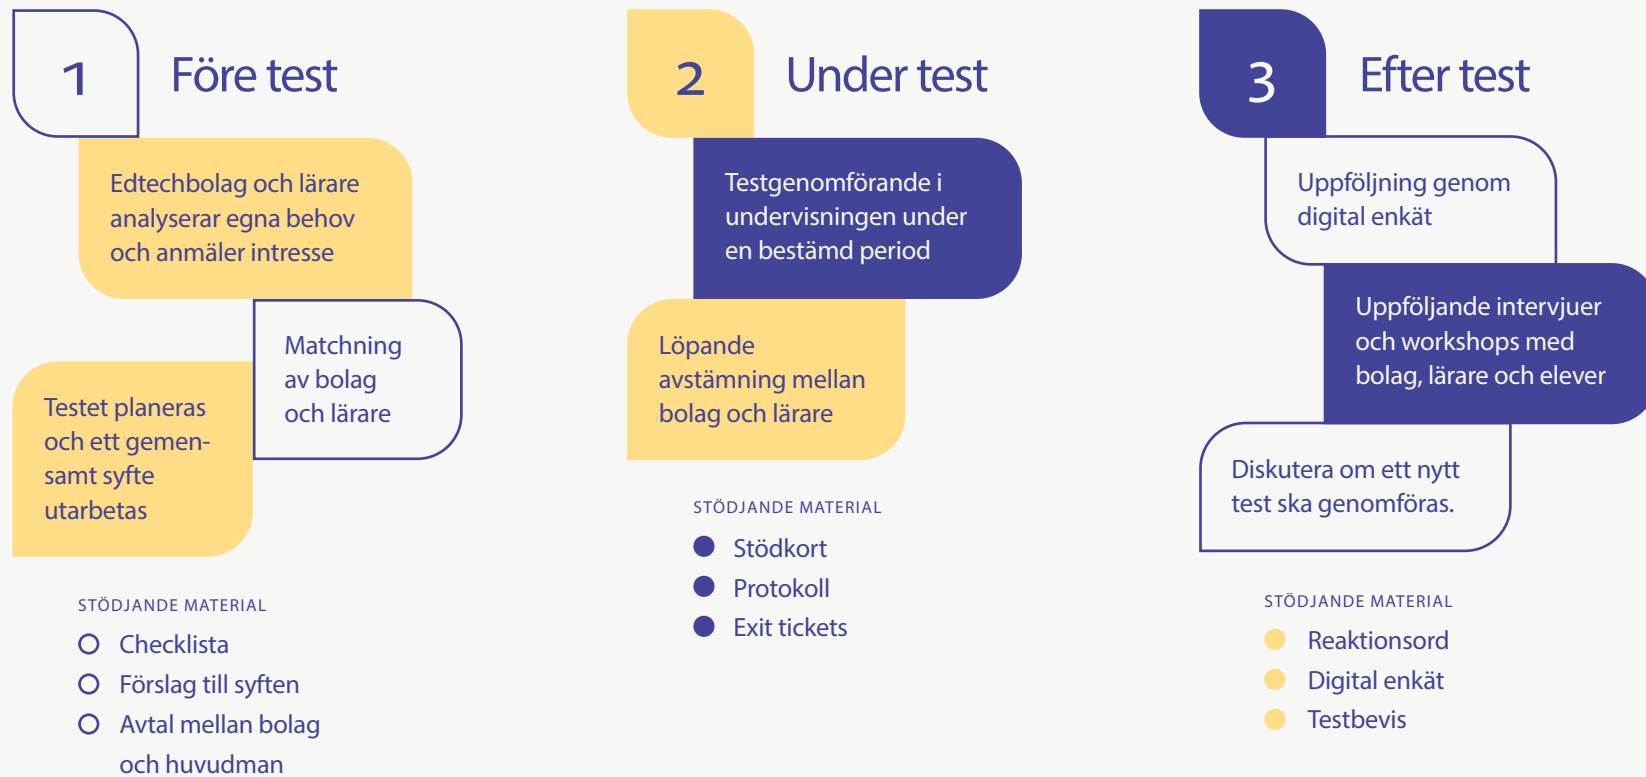 1
Före test
Edtechbolag och lärare
analyserar egna behov
och anmäler intresse
Matchning
av bolag
och lärare
Testet planeras
och ett gemen-
samt syfte
utarbetas
STÖDJANDE MATERIAL
Checklista
Förslag till syften
Avtal mellan bolag
och huvudman
2
Under test
Testgenomförande i
undervisningen under
en bestämd period
Löpande
avstämning mellan
bolag och lärare
STÖDJANDE MATERIAL
Stödkort
Protokoll
Exit tickets
3
Efter test
Uppföljning genom
digital enkät
Uppföljande intervjuer
och workshops med
bolag, lärare och elever
Diskutera om ett nytt
test ska genomföras.
STÖDJANDE MATERIAL
Reaktionsord
Digital enkät
Testbevis